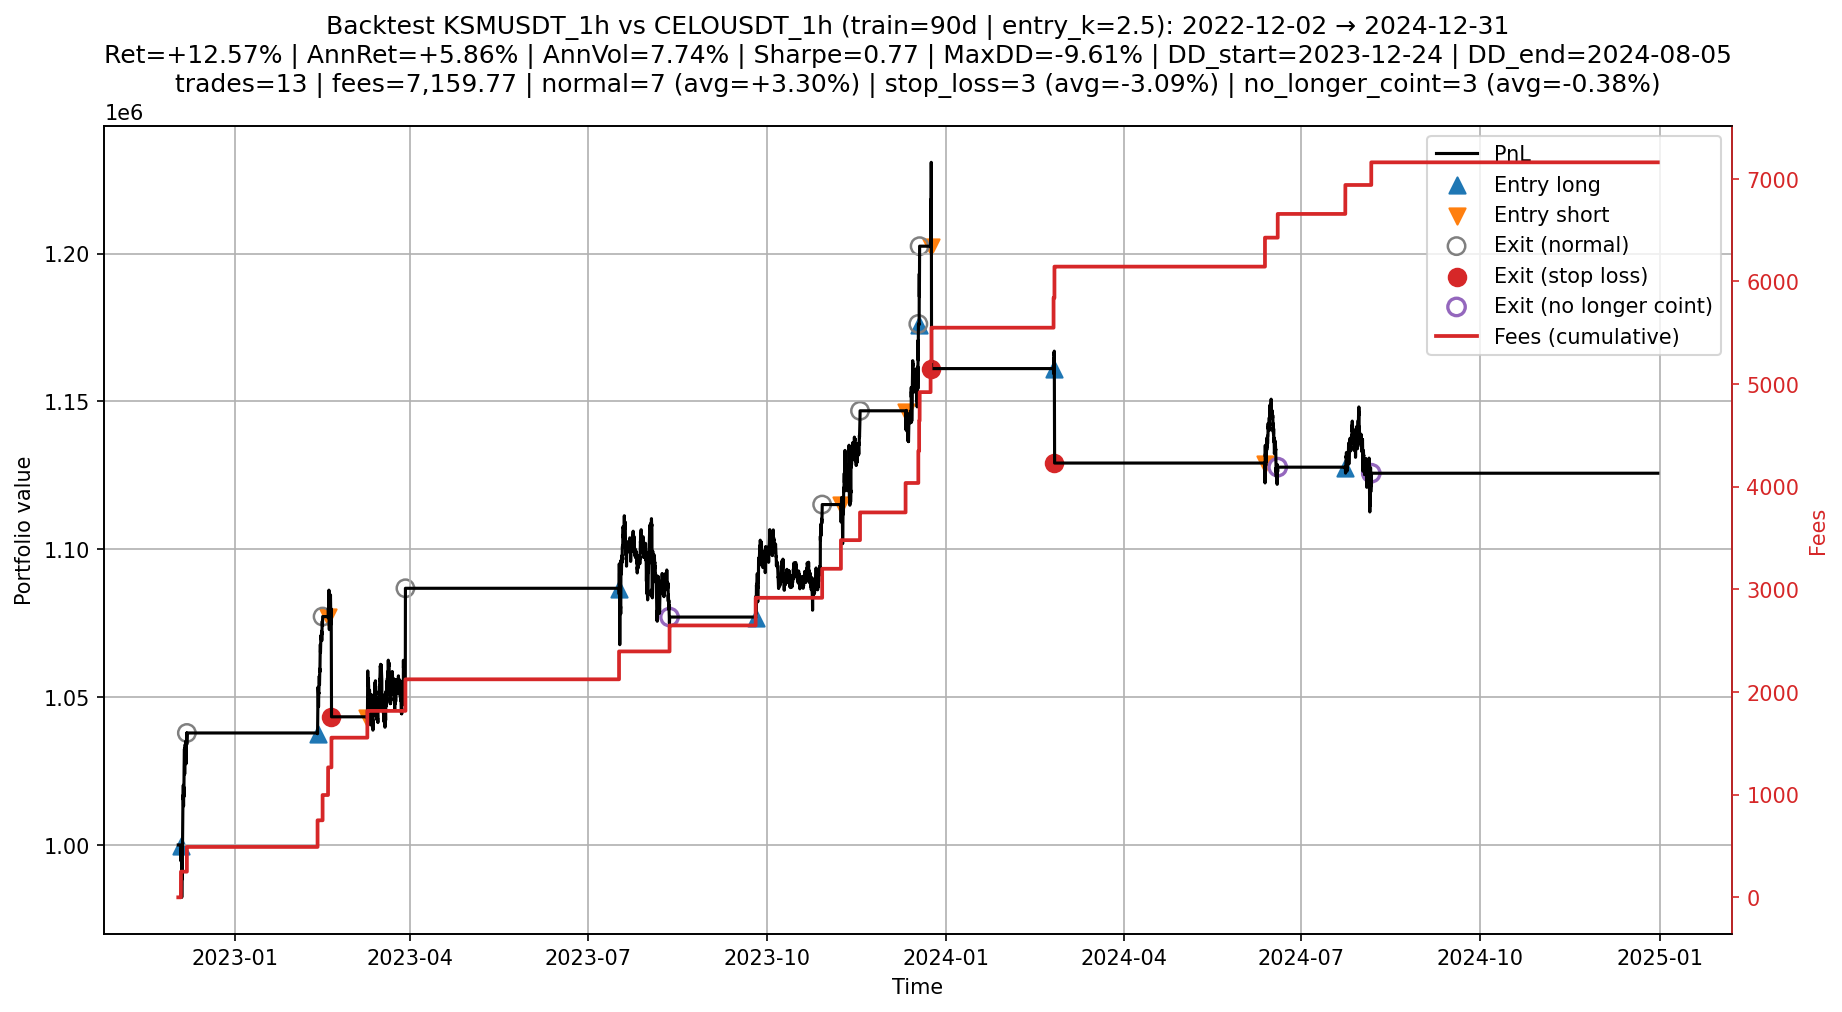 Backtest KSMUSDT_1h vs CELOUSDT_1h (train=90d | entry_k=2.5): 2022-12-02 → 2024-12-31
Ret=+12.57% | AnnRet=+5.86% | AnnVol=7.74% | Sharpe=0.77 | MaxDD=-9.61% | DD_start=2023-12-24 | DD_end=2024-08-05
trades=13 | fees=7,159.77 | normal=7 (avg=+3.30%) | stop_loss=3 (avg=-3.09%) | no_longer_coint=3 (avg=-0.38%)
1e6
PnL
Entry long
Entry short
Exit (normal)
Exit (stop loss)
Exit (no longer coint)
Fees (cumulative)
1.20
1.15
1.10
1.05
1.00
Portfolio value
7000
6000
5000
4000
3000
2000
1000
0
Fees
2023-01
2023-04
2023-07
2023-10
2024-01
2024-04
2024-07
2024-10
2025-01
Time